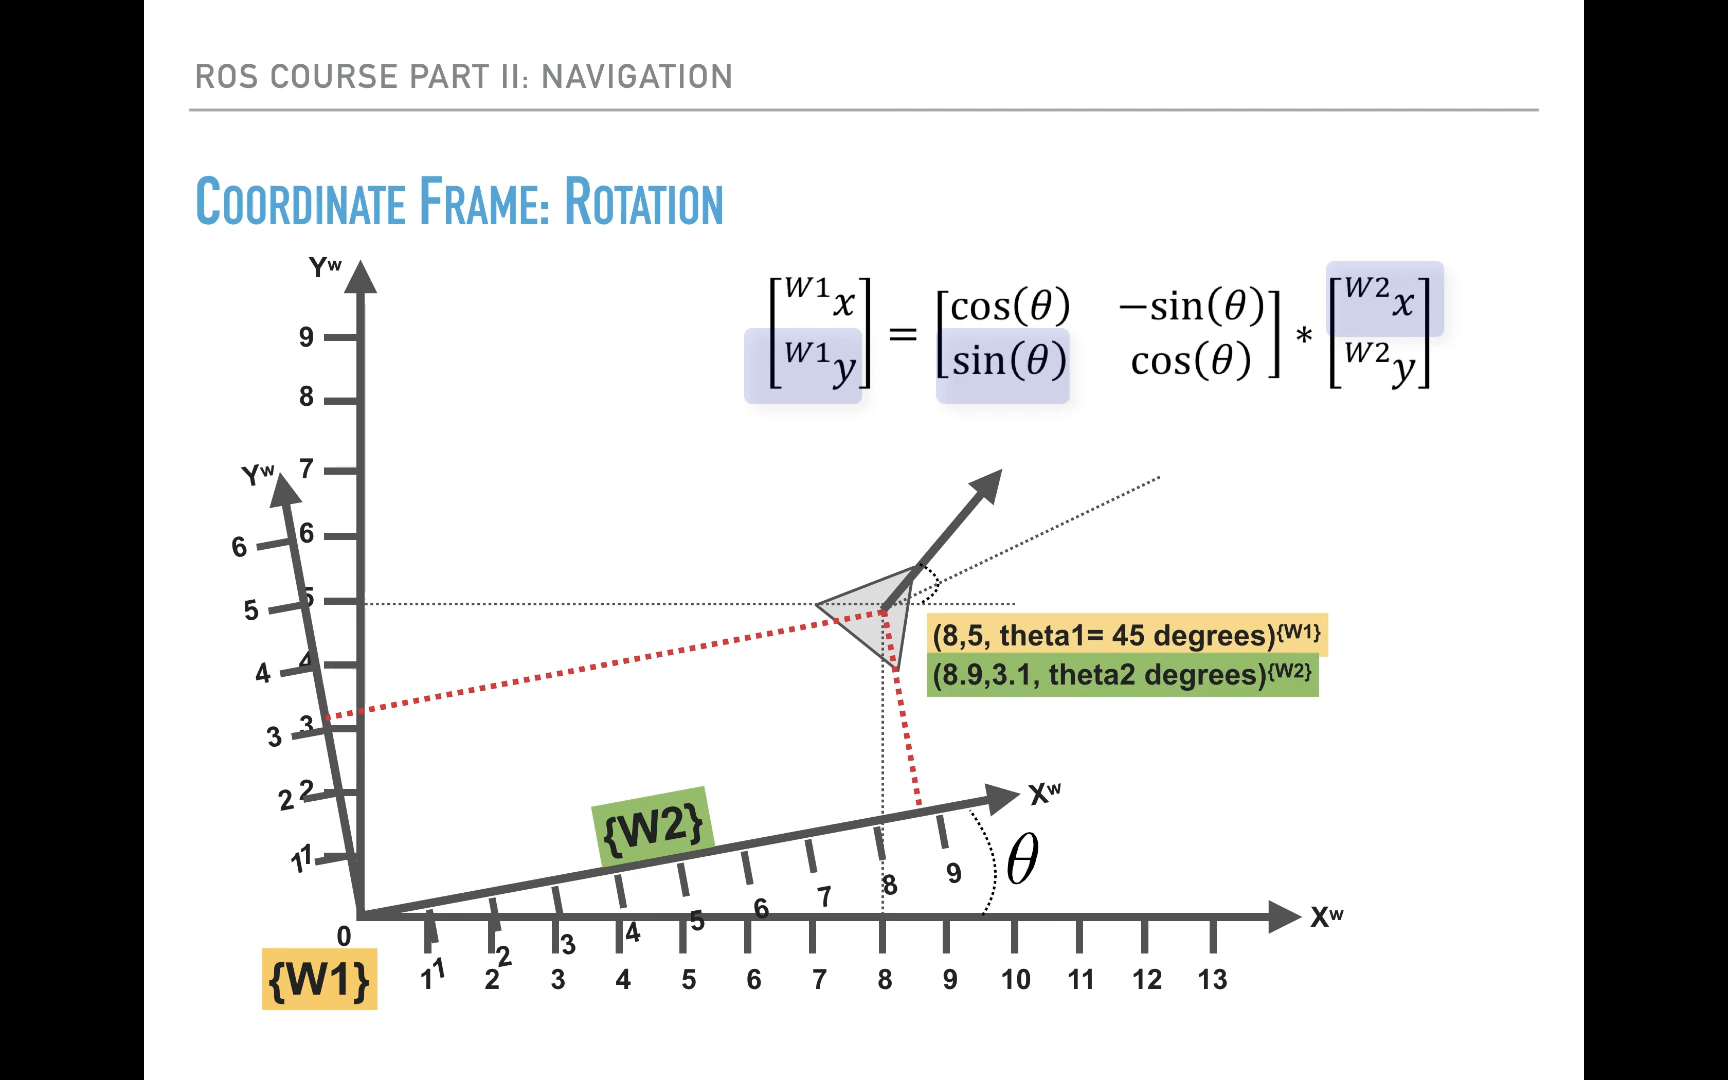 ROS COURSE PART II: NAVIGATION
COORDINATE FRAME: ROTATION
Yw
9
8
7
6
5
4
3
2
1
Yw
6
5
4
3
2
1
[W1x W1y] = [cos(θ) −sin(θ) sin(θ) cos(θ)] * [W2x W2y]
(8,5, theta1= 45 degrees){W1}
(8.9,3.1, theta2 degrees){W2}
{W2}
Xw
θ
1
2
3
4
5
6
7
8
9
Xw
0
{W1}
1 2 3 4 5 6 7 8 9 10 11 12 13